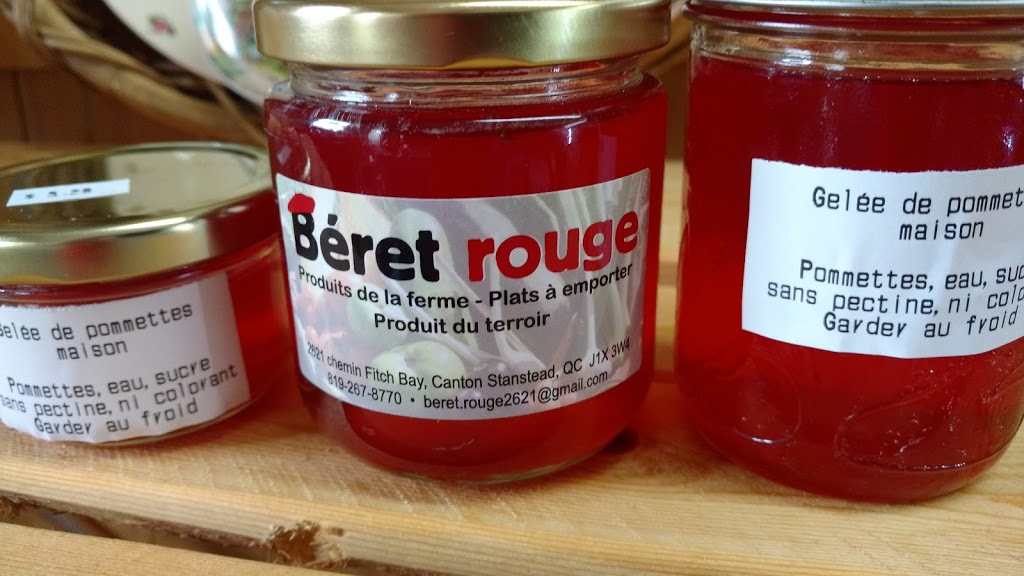 Gelée de pommettes
maison
Pommettes, eau, sucre
sans pectine, ni colorant
Garder au froid
Béret rouge
Produits de la ferme - Plats à emporter
Produit du terroir
2621 chemin Fitch Bay, Canton Stanstead, QC J1X 3W4
819-267-8770 • beret.rouge2621@gmail.com
Gelée de pommet
maison
Pommettes, eau, suc
sans pectine, ni colo
Garder au froid